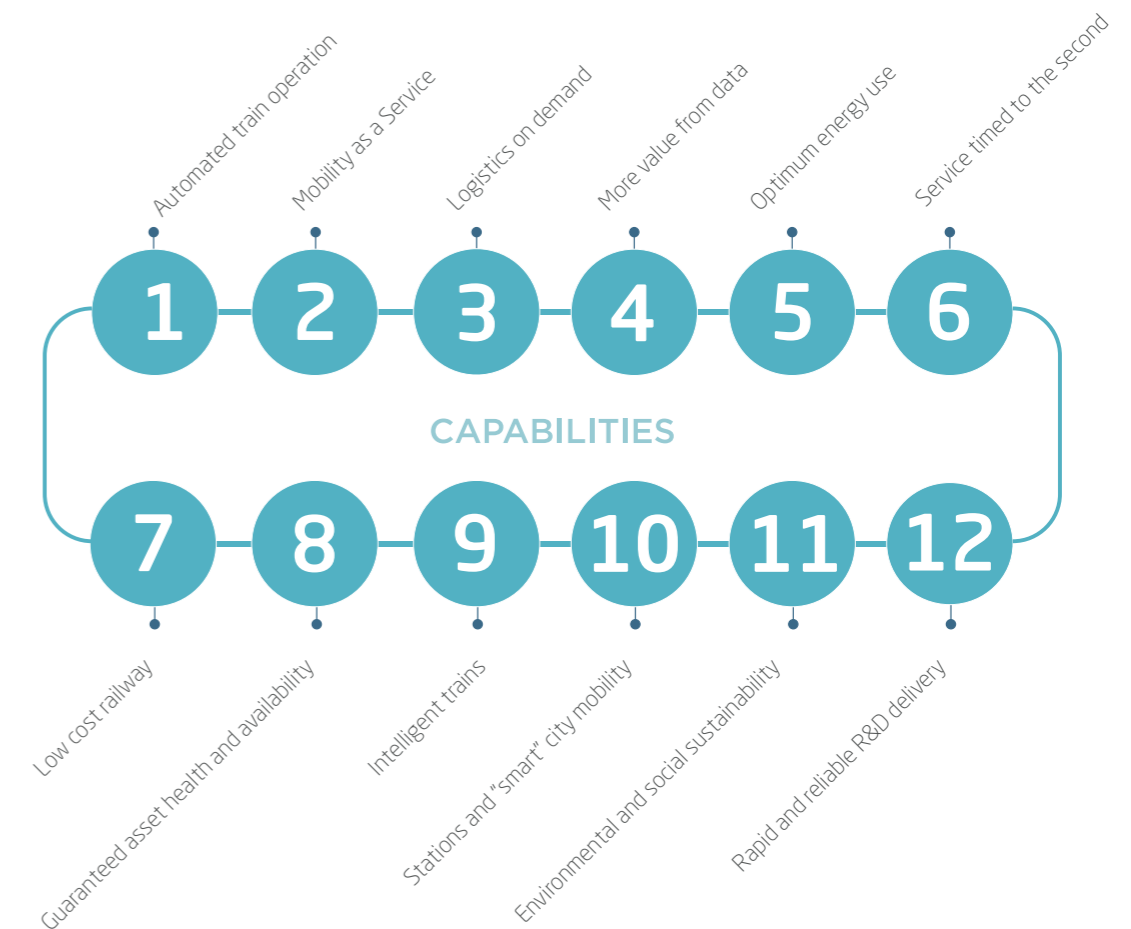 Automated train operation
Mobility as a Service
Logistics on demand
More value from data
Optimum energy use
Service timed to the second
1
2
3
4
5
6
CAPABILITIES
7
8
9
10
11
12
Low cost railway
Guaranteed asset health and availability
Intelligent trains
Stations and "smart" city mobility
Environmental and social sustainability
Rapid and reliable R&D delivery